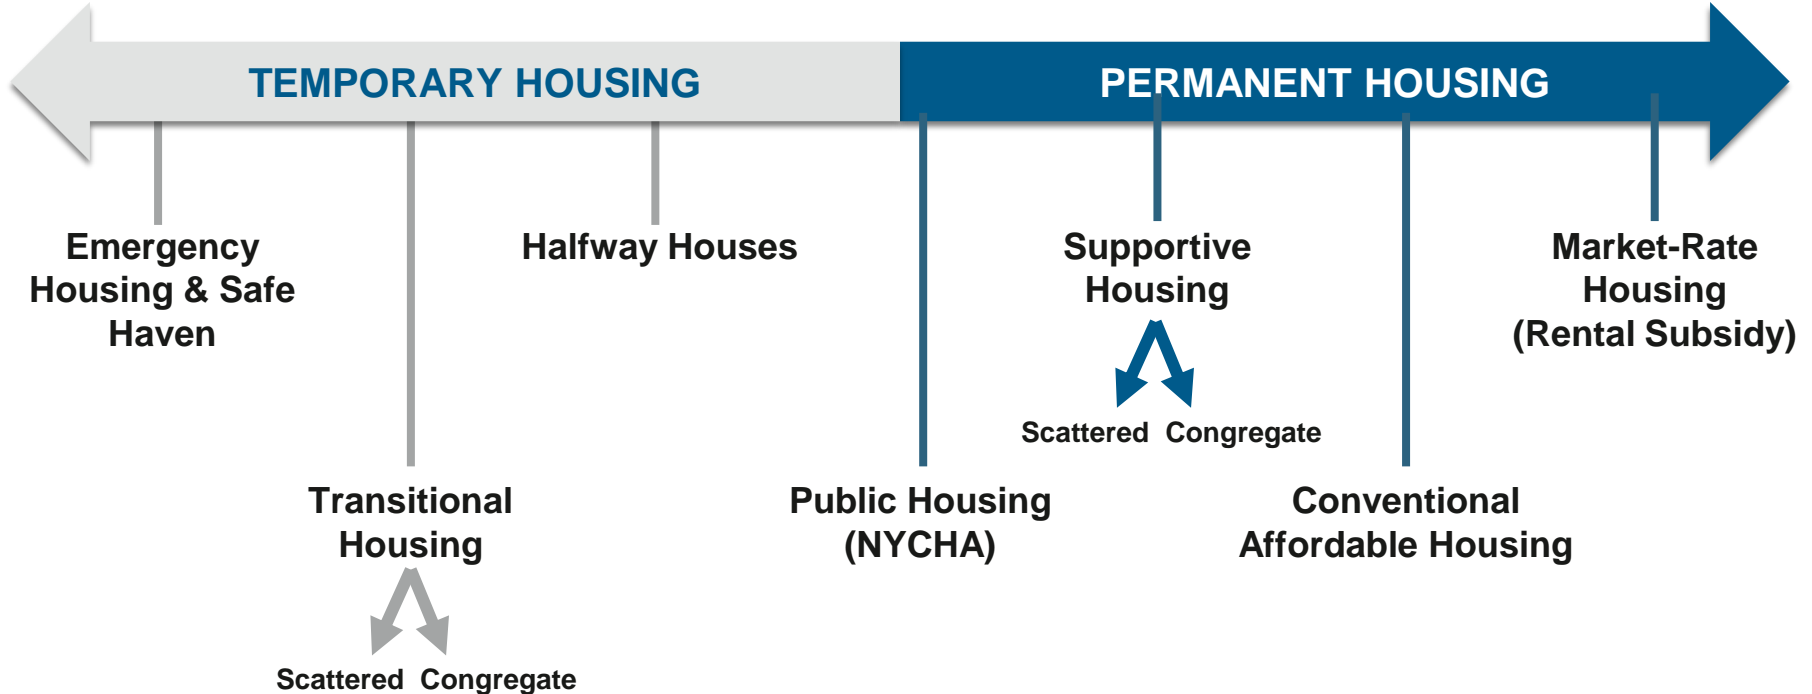 TEMPORARY HOUSING
PERMANENT HOUSING
Emergency
Housing & Safe
Haven
Halfway Houses
Supportive
Housing
Market-Rate
Housing
(Rental Subsidy)
Scattered Congregate
Transitional
Housing
Public Housing
(NYCHA)
Conventional
Affordable Housing
Scattered Congregate